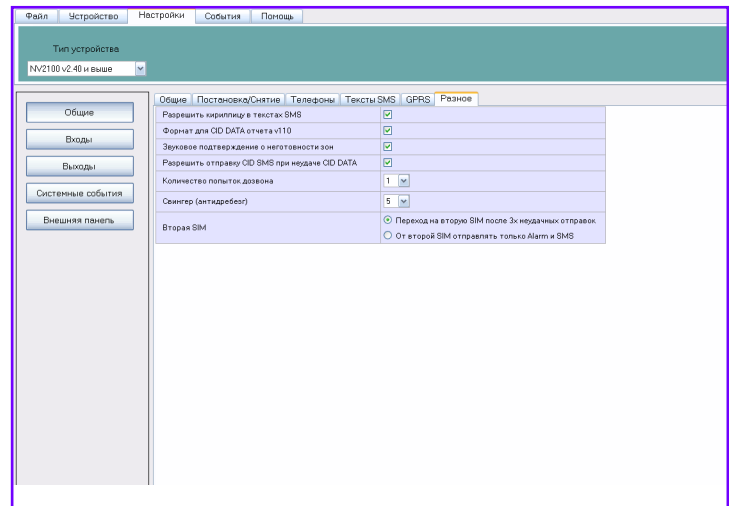 Файл Устройство Настройки События Помощь
Тип устройства
NV2100 v2.40 и выше
Общие
Входы
Выходы
Системные события
Внешняя панель
Общие Постановка/Снятие Телефоны Тексты SMS GPRS Разное
Разрешить кириллицу в текстах SMS
Формат для CID DATA отчета v110
Звуковое подтверждение о неготовности зон
Разрешить отправку CID SMS при неудаче CID DATA
Количество попыток дозвона 1
Свингер (антидребезг) 5
Вторая SIM
Переход на вторую SIM после 3х неудачных отправок
От второй SIM отправлять только Alarm и SMS